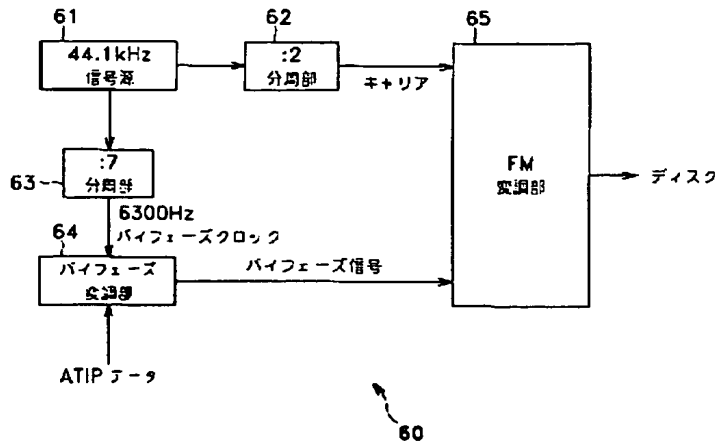 61
62
65
44.1kHz
信号源
:2
分周部
キャリア
FM
変調部
ディスク
63
:7
分周部
6300Hz
バイフェーズクロック
64
バイフェーズ
変調部
バイフェーズ信号
ATIP データ
60